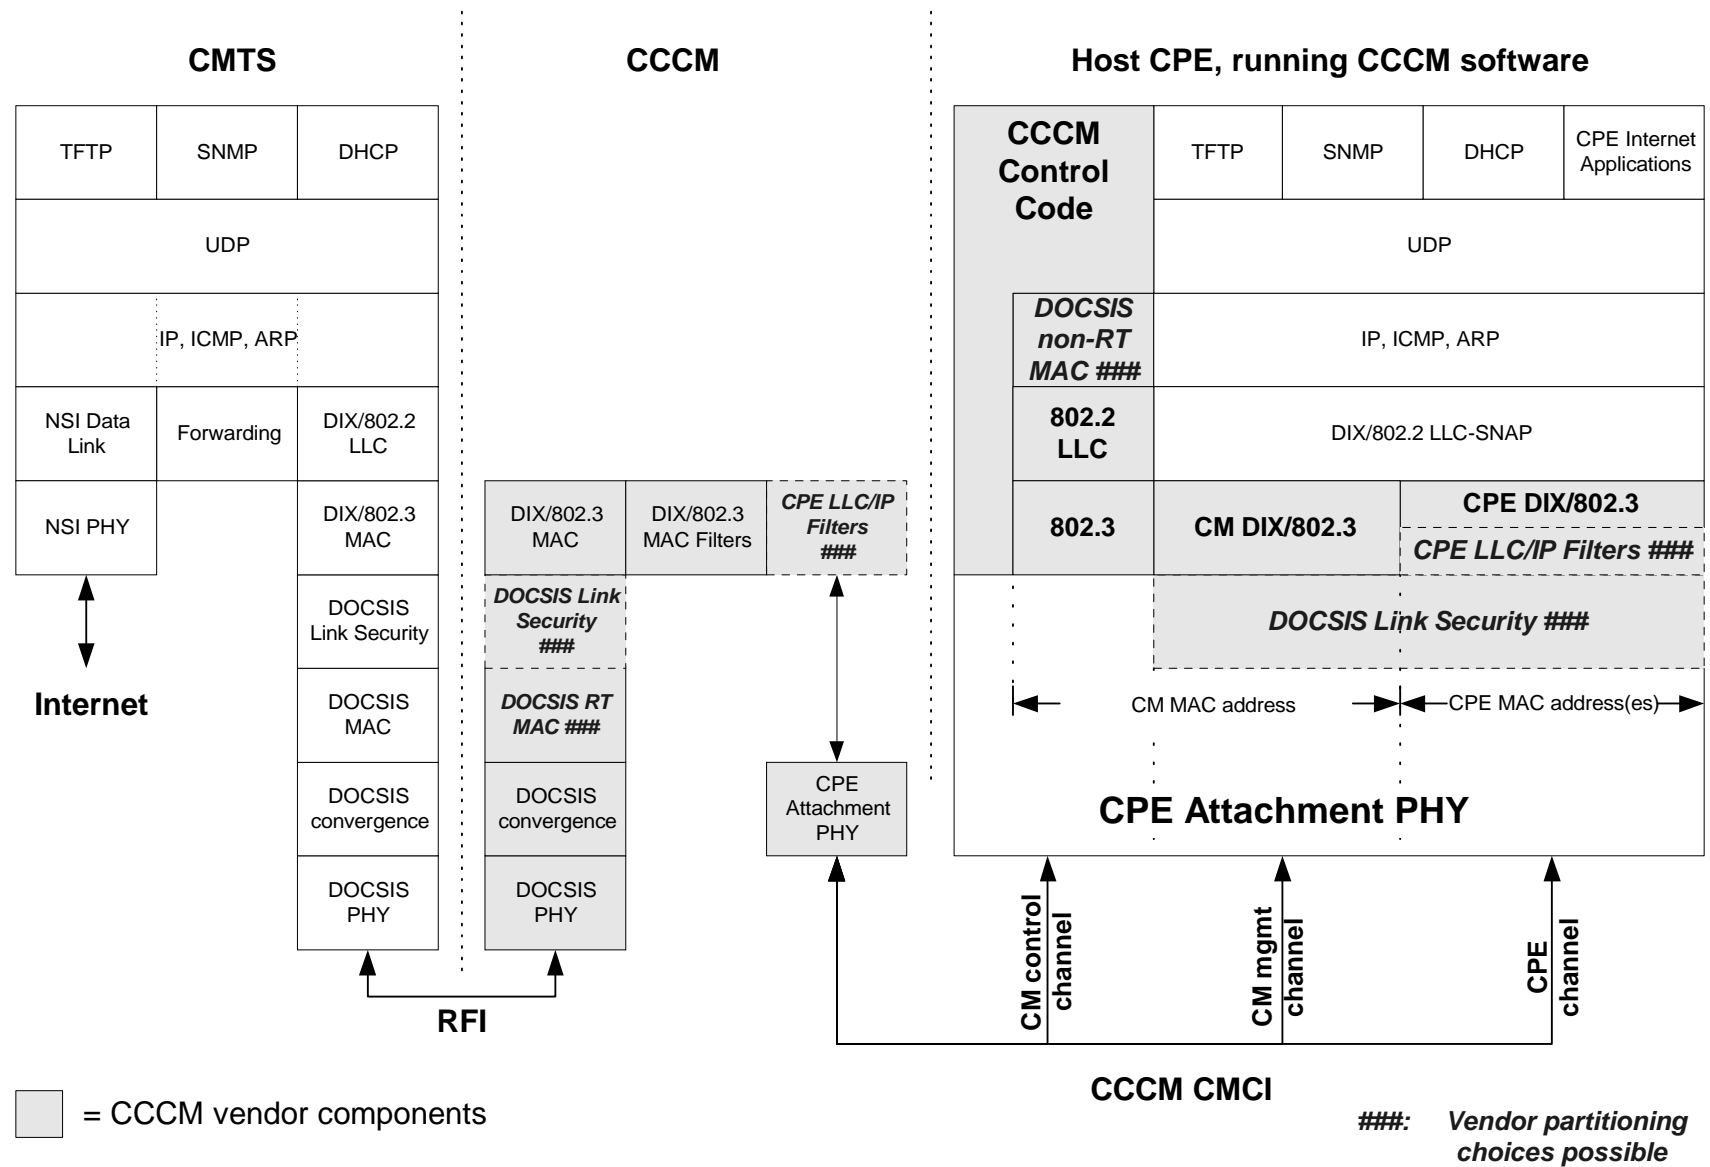 CMTS
CCCM
Host CPE, running CCCM software
TFTP
SNMP
DHCP
UDP
IP, ICMP, ARP
NSI Data
Link
Forwarding
DIX/802.2
LLC
NSI PHY
DIX/802.3
MAC
Internet
DOCSIS
Link Security
DOCSIS
MAC
DOCSIS
convergence
DOCSIS
PHY
RFI
DIX/802.3
MAC
DIX/802.3
MAC Filters
CPE LLC/IP
Filters
###
DOCSIS Link
Security
###
DOCSIS RT
MAC ###
DOCSIS
convergence
DOCSIS
PHY
CPE
Attachment
PHY
CCCM
Control
Code
TFTP
SNMP
DHCP
CPE Internet
Applications
UDP
DOCSIS
non-RT
MAC ###
IP, ICMP, ARP
802.2
LLC
DIX/802.2 LLC-SNAP
802.3
CM DIX/802.3
CPE DIX/802.3
CPE LLC/IP Filters ###
DOCSIS Link Security ###
CM MAC address
CPE MAC address(es)
CPE Attachment PHY
CM control
channel
CM mgmt
channel
CPE
channel
CCCM CMCI
= CCCM vendor components
###: Vendor partitioning
choices possible